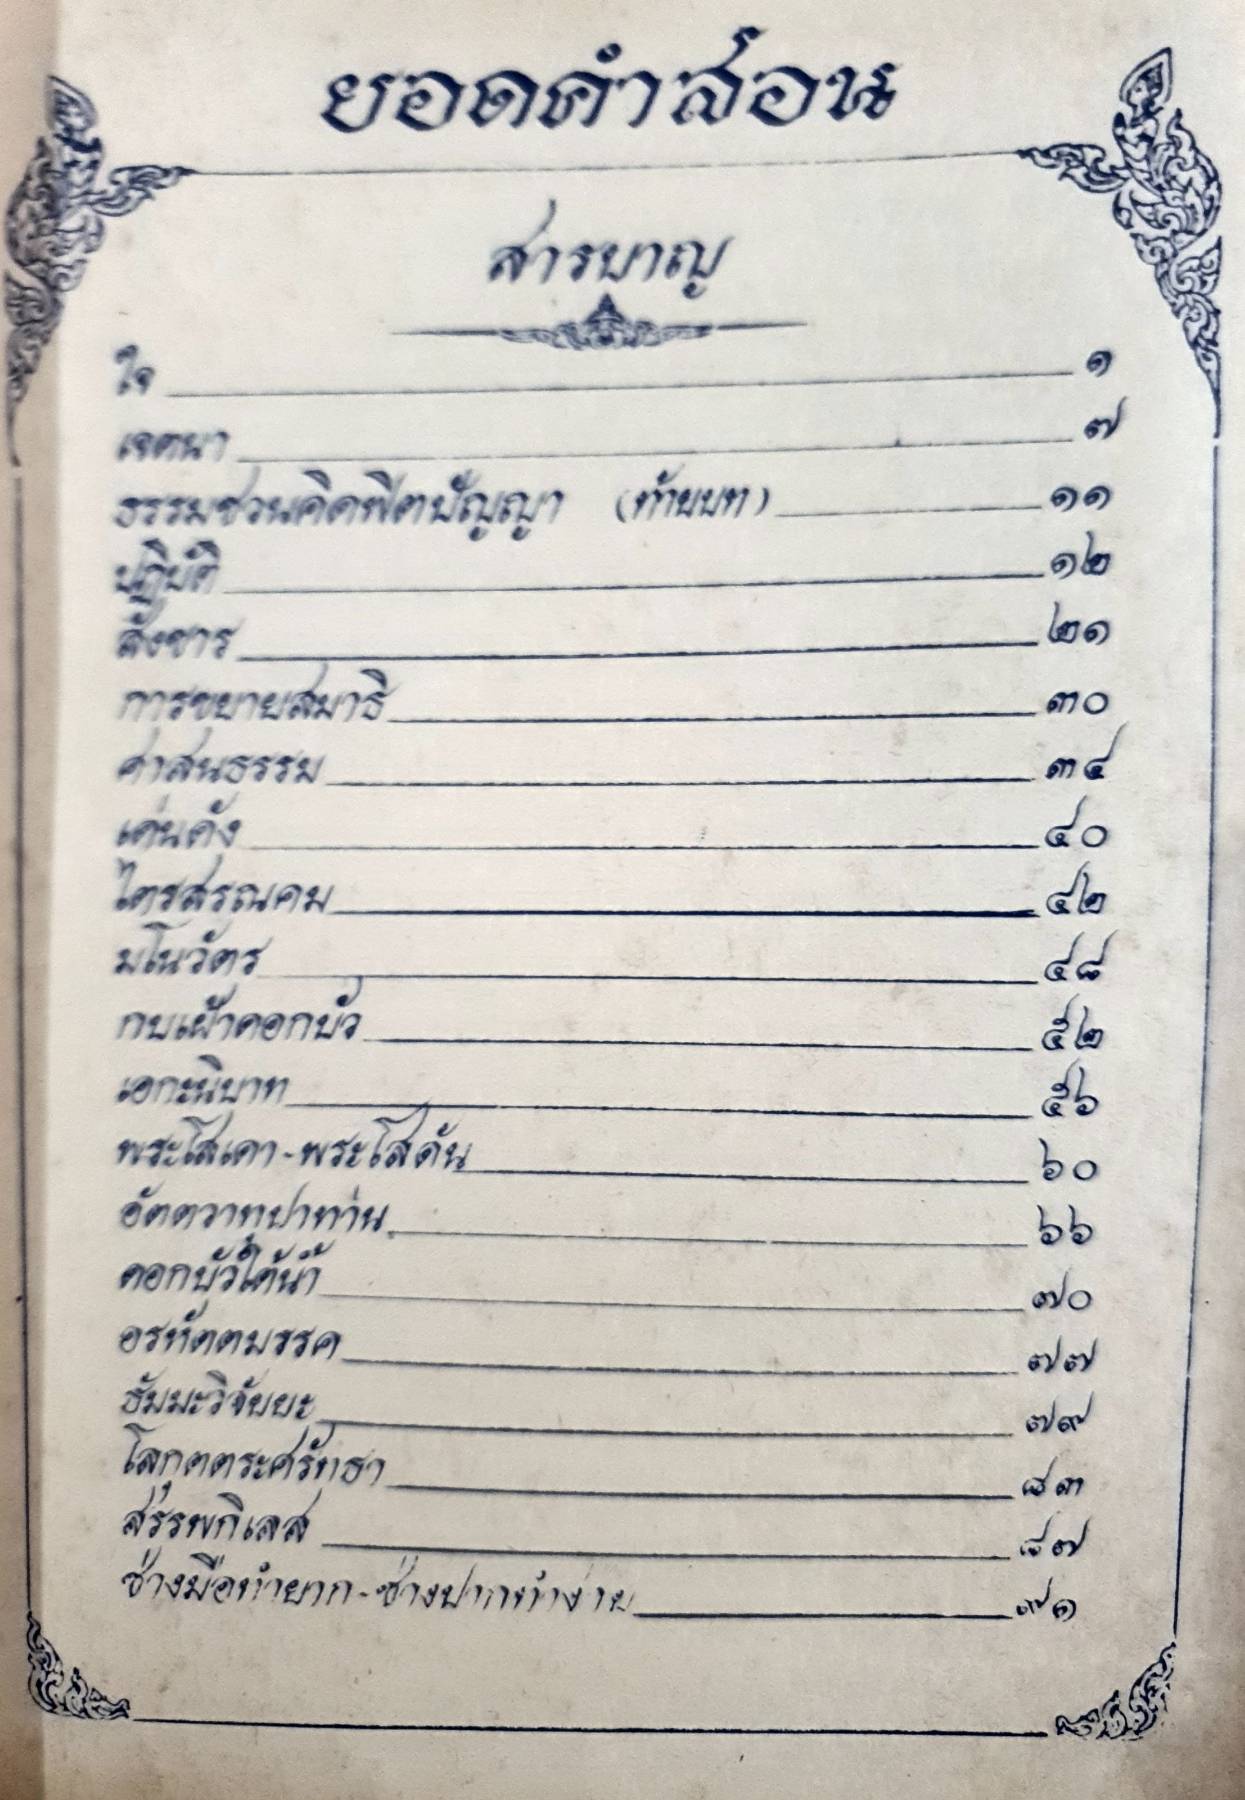 ยอดคำสอน
สารบาญ
ใจ ๑
เจตนา ๗
ธรรมชวนคิดฟิตปัญญา (ท้ายบท) ๑๑
ปฏิบัติ ๑๒
สังขาร ๒๑
การขยายสมาธิ ๓๐
ศาสนธรรม ๓๔
เด่นดัง ๔๐
ไตรสรณคม ๔๒
มโนวัตร ๔๘
กบเฝ้าดอกบัว ๕๒
เอกะนิบาท ๕๖
พระโสเดา-พระโสดัน ๖๐
อัตตวาทุปาทาน ๖๖
ดอกบัวใต้น้ำ ๗๐
อรหัตตมรรค ๗๗
ธัมมะวิจัยยะ ๗๙
โลกุตตระศรัทธา ๘๓
สรรพกิเลส ๘๗
ช่างมือทำยาก-ช่างปากทำง่าย ๙๑